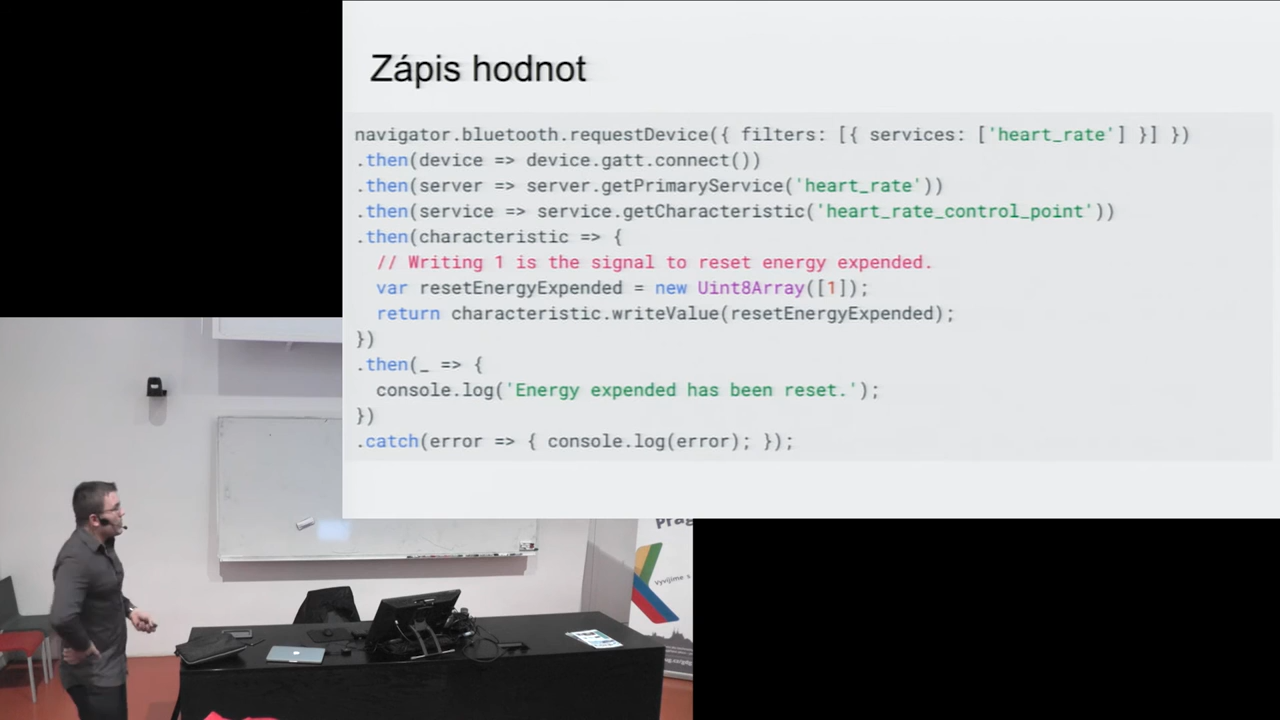 Zápis hodnot
navigator.bluetooth.requestDevice({ filters: [{ services: ['heart_rate'] }] })
.then(device => device.gatt.connect())
.then(server => server.getPrimaryService('heart_rate'))
.then(service => service.getCharacteristic('heart_rate_control_point'))
.then(characteristic => {
  // Writing 1 is the signal to reset energy expended.
  var resetEnergyExpended = new Uint8Array([1]);
  return characteristic.writeValue(resetEnergyExpended);
})
.then(_ => {
  console.log('Energy expended has been reset.');
})
.catch(error => { console.log(error); });
Prag
Vyvíjíme s